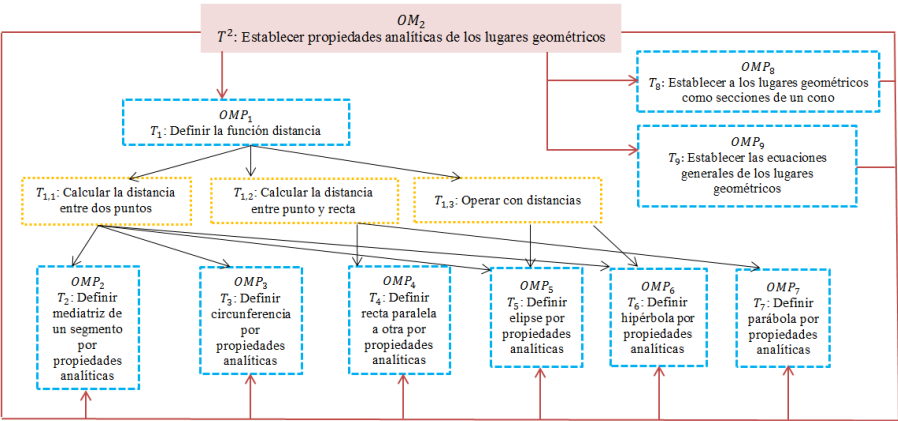 OM₂
T²: Establecer propiedades analíticas de los lugares geométricos
OMP₈
T₈: Establecer a los lugares geométricos
como secciones de un cono
OMP₁
T₁: Definir la función distancia
OMP₉
T₉: Establecer las ecuaciones
generales de los lugares
geométricos
T₁,₁: Calcular la distancia
entre dos puntos
T₁,₂: Calcular la distancia
entre punto y recta
T₁,₃: Operar con distancias
OMP₂
T₂: Definir
mediatriz de
un segmento
por
propiedades
analíticas
OMP₃
T₃: Definir
circunferencia
por
propiedades
analíticas
OMP₄
T₄: Definir
recta paralela
a otra por
propiedades
analíticas
OMP₅
T₅: Definir
elipse por
propiedades
analíticas
OMP₆
T₆: Definir
hipérbola por
propiedades
analíticas
OMP₇
T₇: Definir
parábola por
propiedades
analíticas